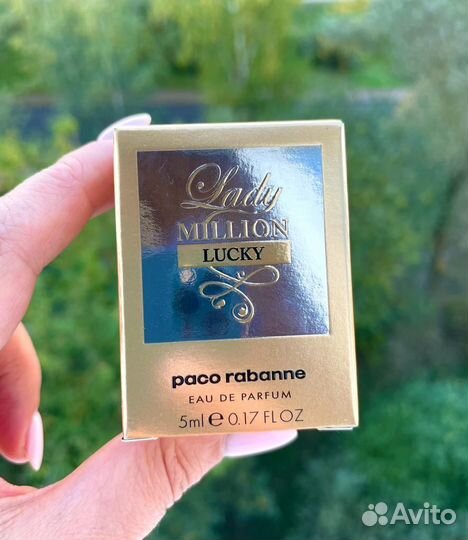 Lady
MILLION
LUCKY
paco rabanne
EAU DE PARFUM
5ml e 0.17 FL OZ
Avito